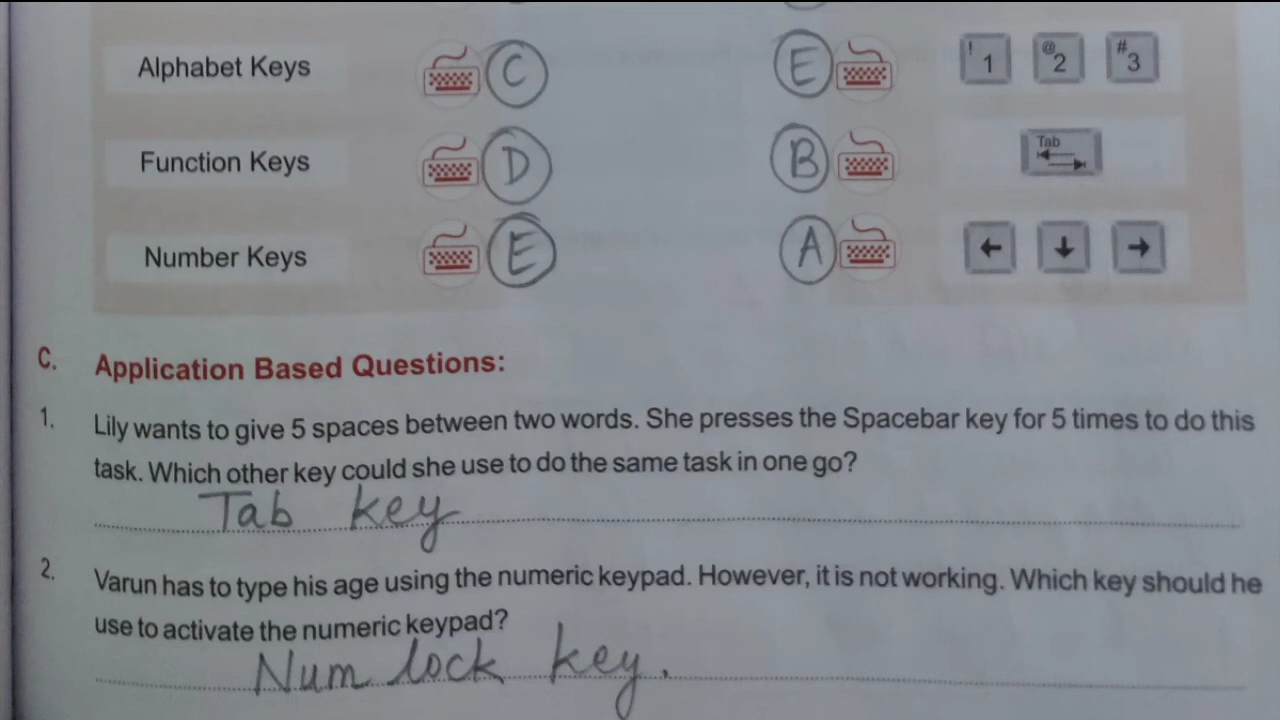 Alphabet Keys C E ! 1 @ 2 # 3
Function Keys D B Tab
Number Keys E A
C. Application Based Questions:
1. Lily wants to give 5 spaces between two words. She presses the Spacebar key for 5 times to do this
task. Which other key could she use to do the same task in one go?
Tab key
2. Varun has to type his age using the numeric keypad. However, it is not working. Which key should he
use to activate the numeric keypad?
Num lock key.